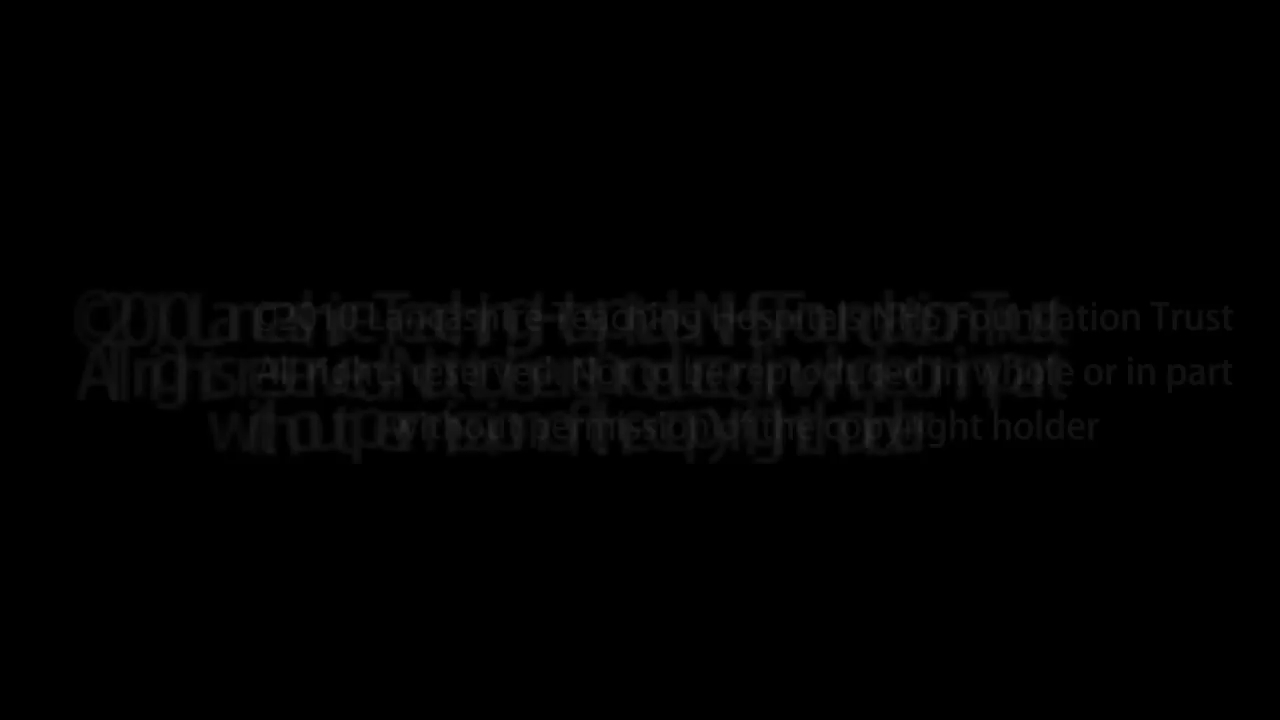 ©2010 Lancashire Teaching Hospitals NHS Foundation Trust
All rights reserved. Not to be reproduced in whole or in part
without permission of the copyright holder